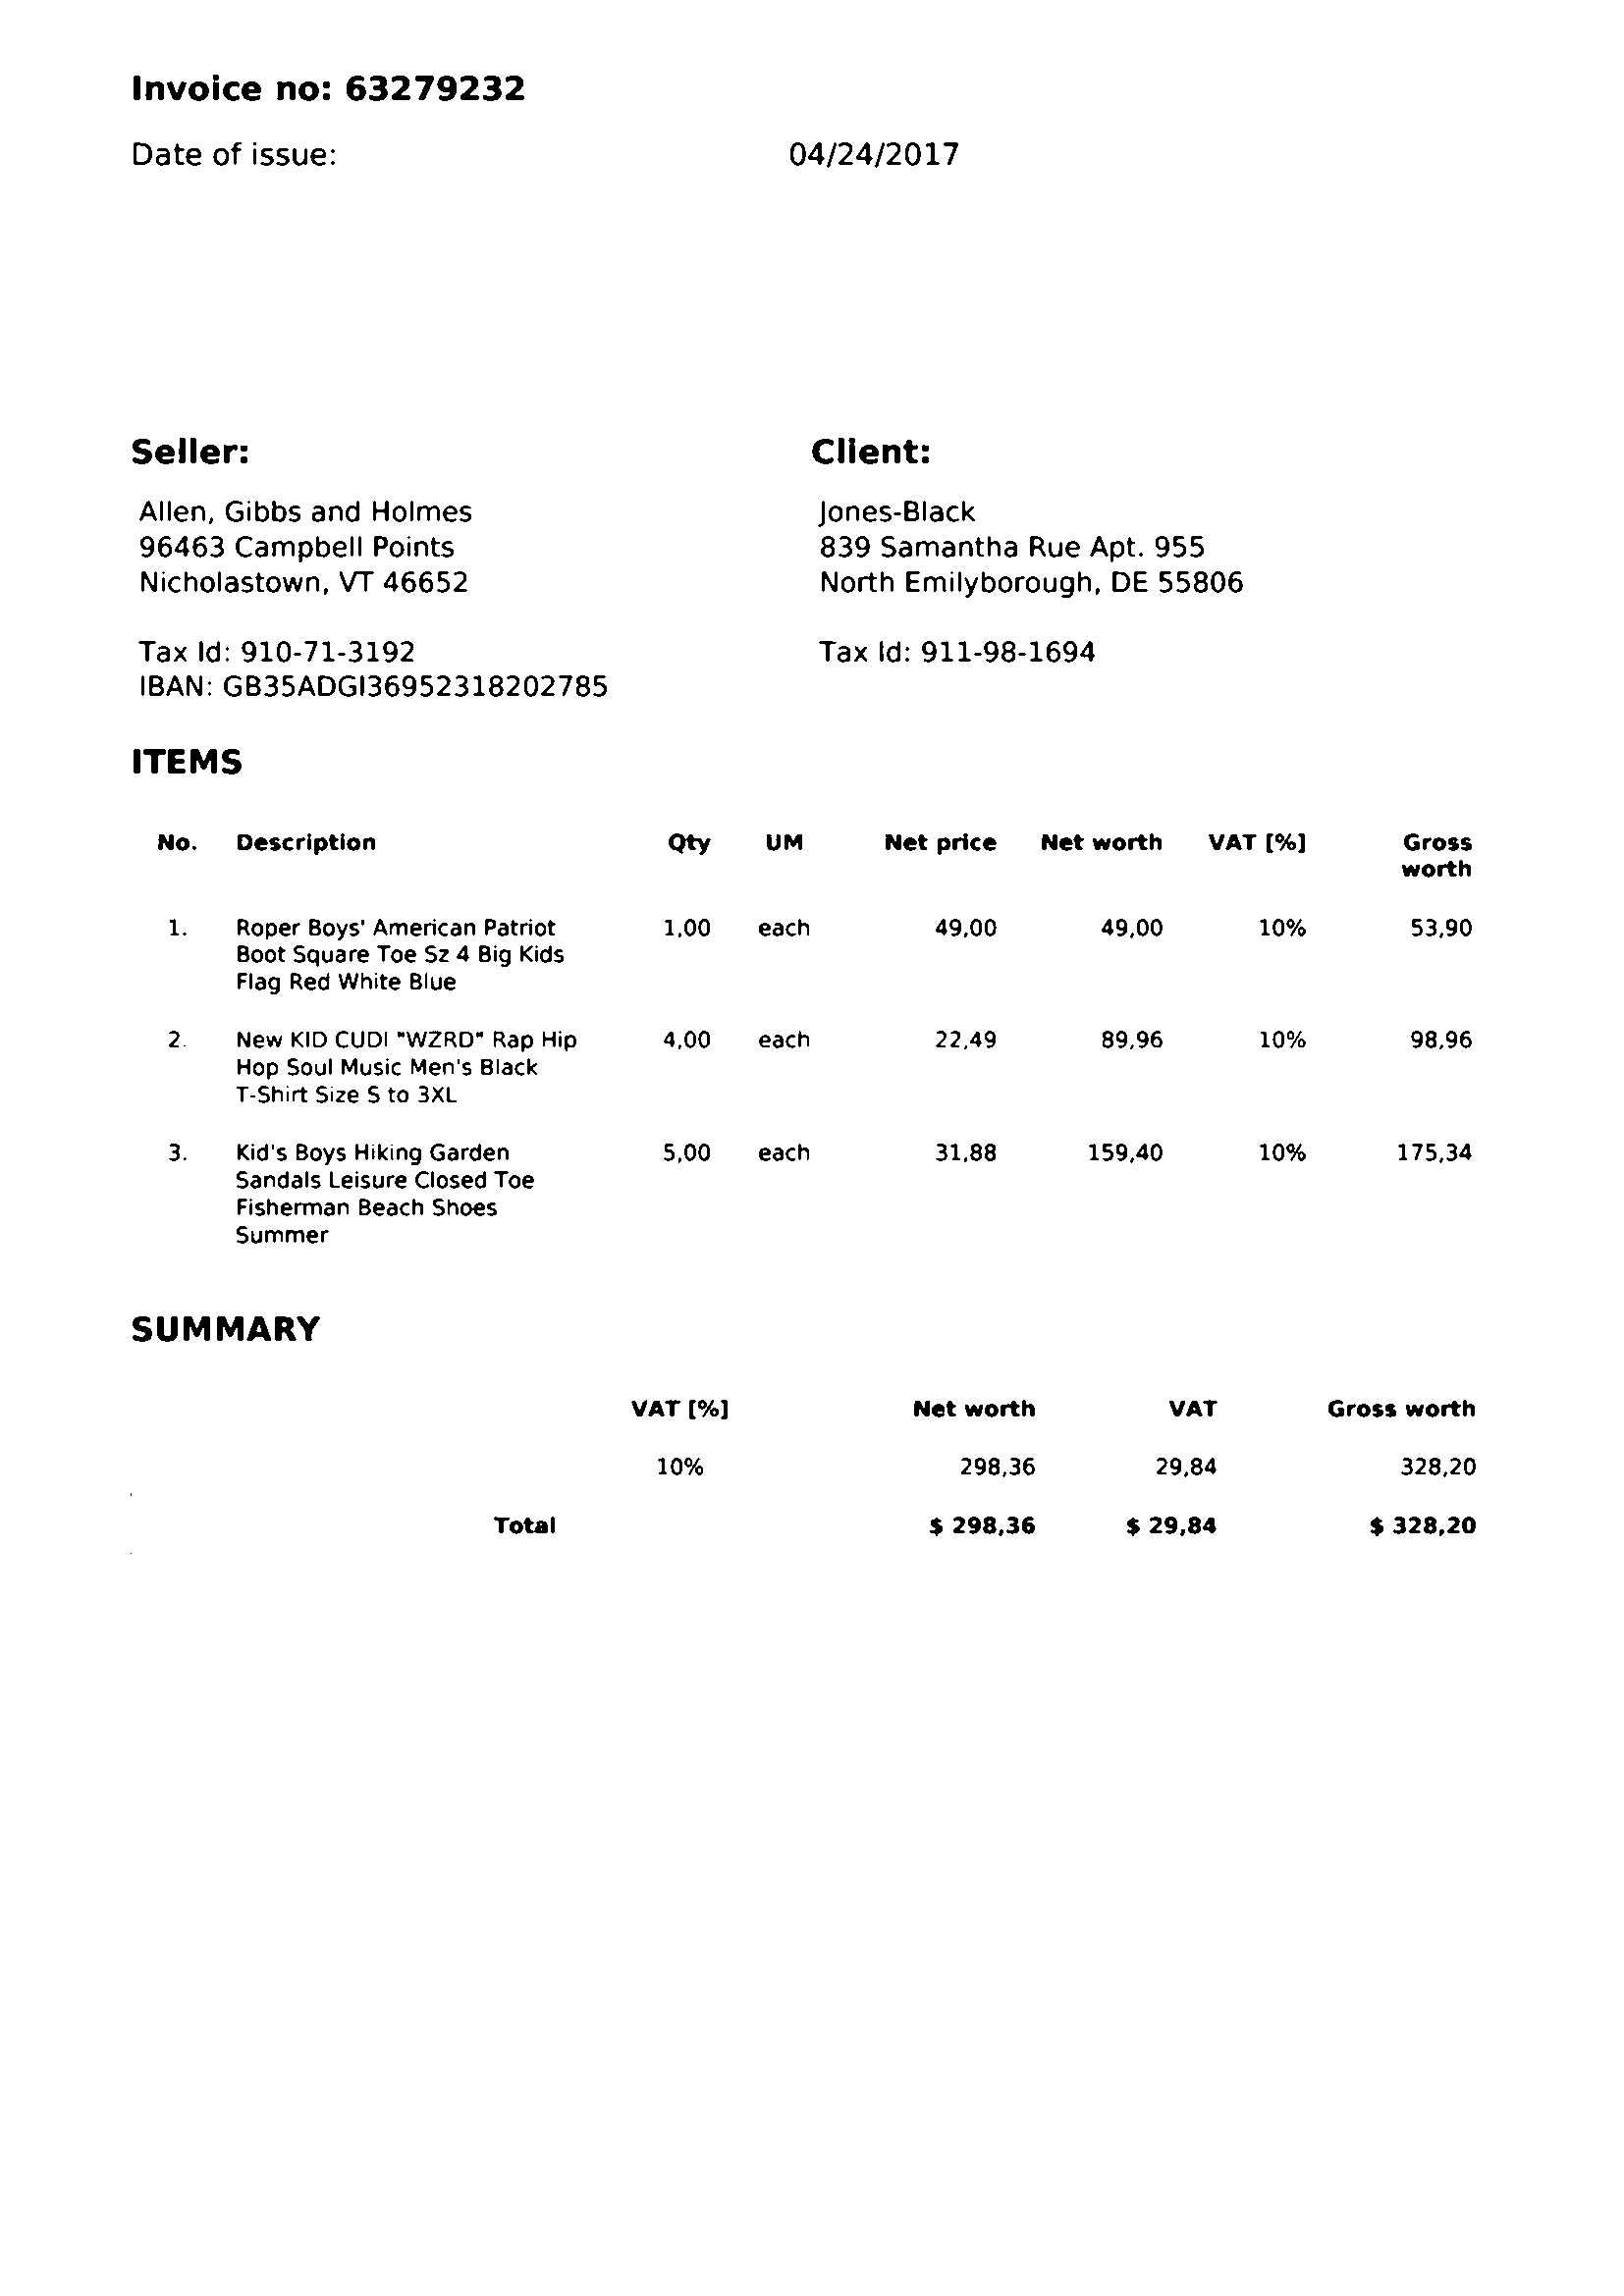 Invoice no: 63279232
Date of issue: 04/24/2017
Seller: Client:
Allen, Gibbs and Holmes Jones-Black
96463 Campbell Points 839 Samantha Rue Apt. 955
Nicholastown, VT 46652 North Emilyborough, DE 55806
Tax Id: 910-71-3192 Tax Id: 911-98-1694
IBAN: GB35ADGI36952318202785
ITEMS
No. Description Qty UM Net price Net worth VAT [%] Gross
worth
1. Roper Boys' American Patriot 1,00 each 49,00 49,00 10% 53,90
Boot Square Toe Sz 4 Big Kids
Flag Red White Blue
2. New KID CUDI "WZRD" Rap Hip 4,00 each 22,49 89,96 10% 98,96
Hop Soul Music Men's Black
T-Shirt Size S to 3XL
3. Kid's Boys Hiking Garden 5,00 each 31,88 159,40 10% 175,34
Sandals Leisure Closed Toe
Fisherman Beach Shoes
Summer
SUMMARY
VAT [%] Net worth VAT Gross worth
10% 298,36 29,84 328,20
Total $ 298,36 $ 29,84 $ 328,20